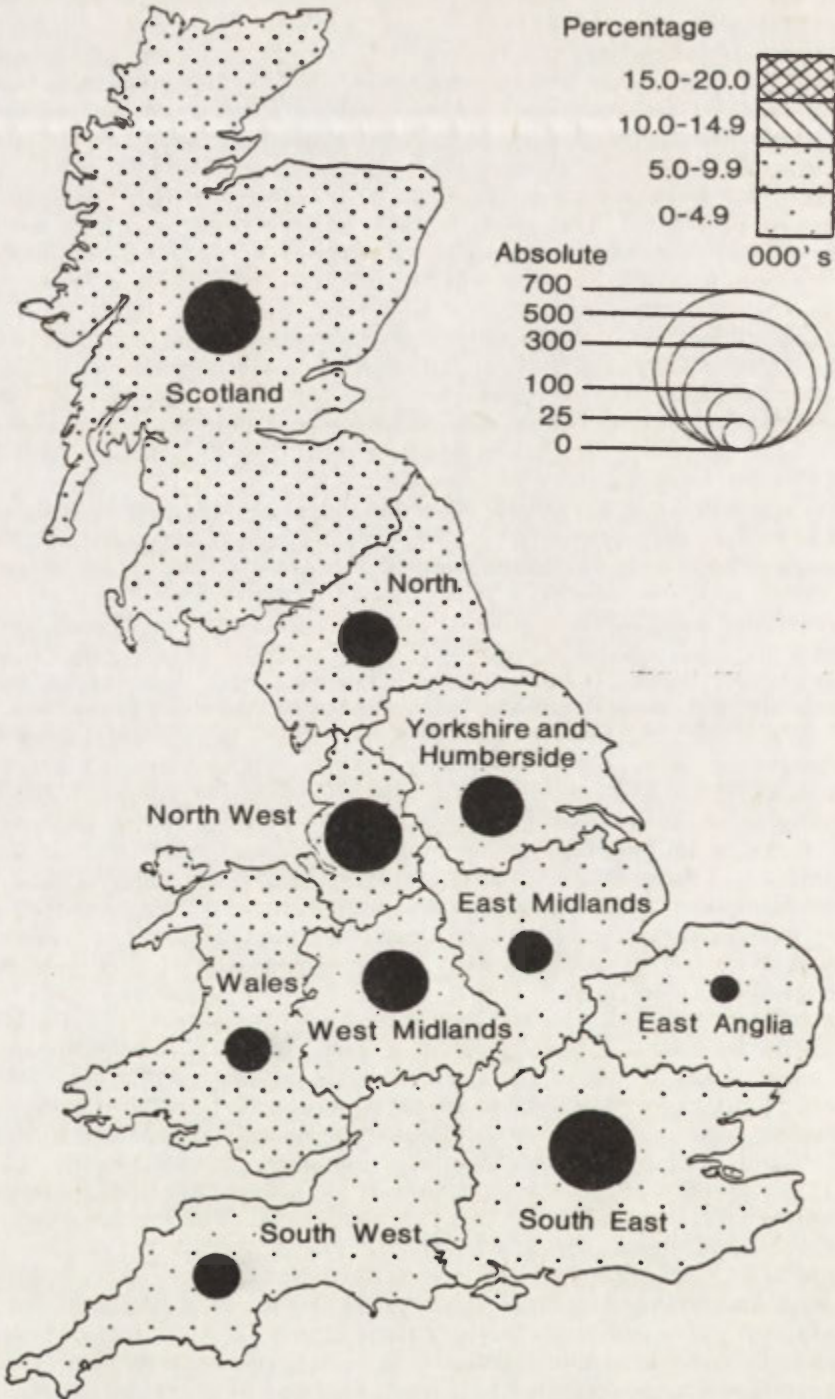 Percentage
15.0-20.0
10.0-14.9
5.0-9.9
0-4.9
Absolute 000's
700
500
300
100
25
0
Scotland
North
Yorkshire and
Humberside
North West
East Midlands
Wales
West Midlands
East Anglia
South West
South East